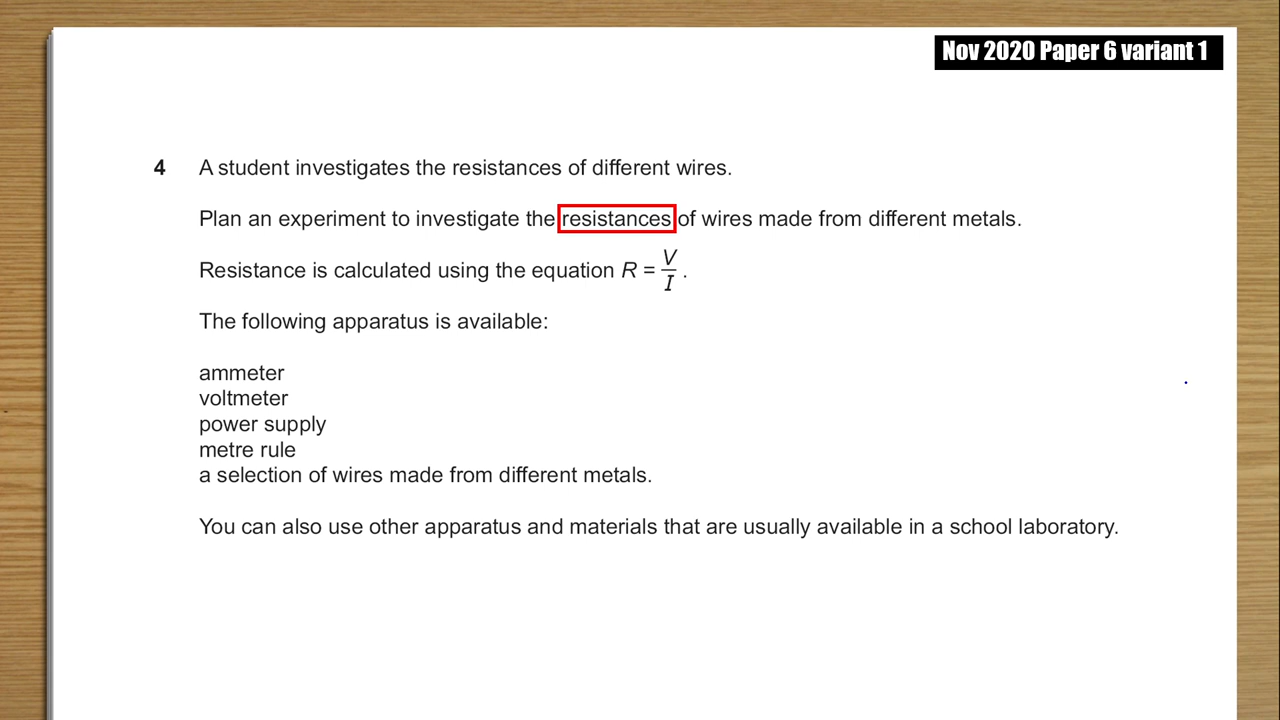 Nov 2020 Paper 6 variant 1
4 A student investigates the resistances of different wires.
Plan an experiment to investigate the resistances of wires made from different metals.
Resistance is calculated using the equation R = V/I .
The following apparatus is available:
ammeter
voltmeter
power supply
metre rule
a selection of wires made from different metals.
You can also use other apparatus and materials that are usually available in a school laboratory.